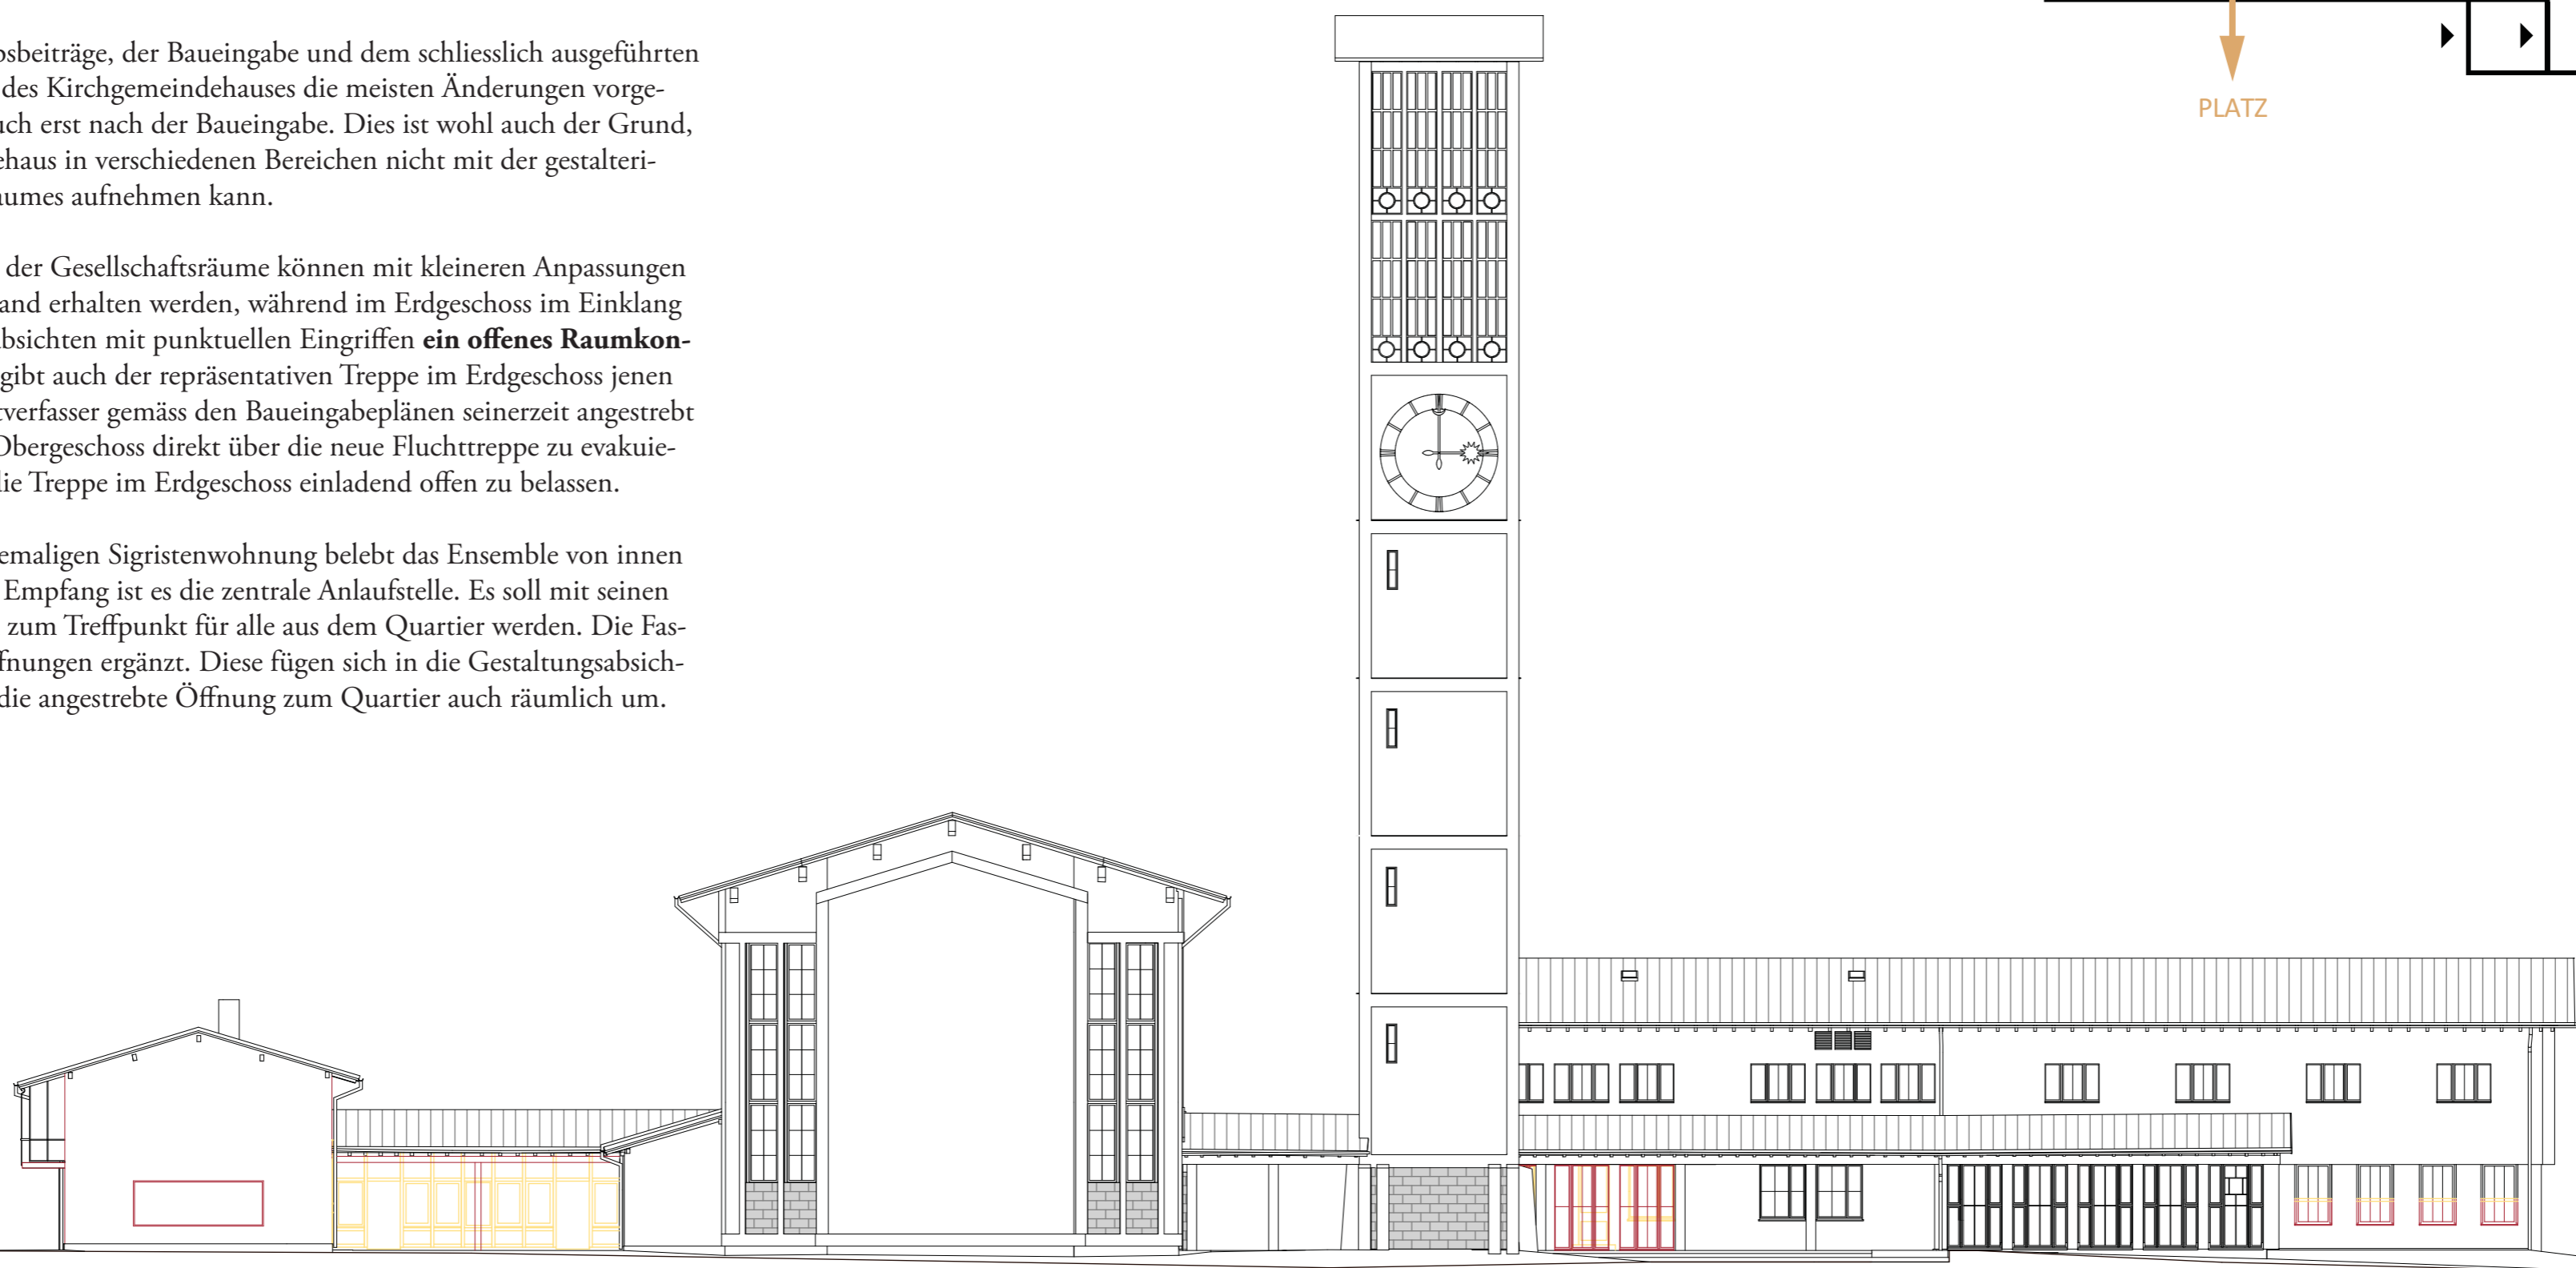 sbeiträge, der Baueingabe und dem schliesslich ausgeführten
des Kirchgemeindehauses die meisten Änderungen vorge-
uch erst nach der Baueingabe. Dies ist wohl auch der Grund,
ehaus in verschiedenen Bereichen nicht mit der gestalteri-
aumes aufnehmen kann.
der Gesellschaftsräume können mit kleineren Anpassungen
and erhalten werden, während im Erdgeschoss im Einklang
bsichten mit punktuellen Eingriffen ein offenes Raumkon-
gibt auch der repräsentativen Treppe im Erdgeschoss jenen
tverfasser gemäss den Baueingabeplänen seinerzeit angestrebt
Obergeschoss direkt über die neue Fluchttreppe zu evakuie-
die Treppe im Erdgeschoss einladend offen zu belassen.
emaligen Sigristenwohnung belebt das Ensemble von innen
Empfang ist es die zentrale Anlaufstelle. Es soll mit seinen
zum Treffpunkt für alle aus dem Quartier werden. Die Fas-
fnungen ergänzt. Diese fügen sich in die Gestaltungsabsich-
die angestrebte Öffnung zum Quartier auch räumlich um.
PLATZ